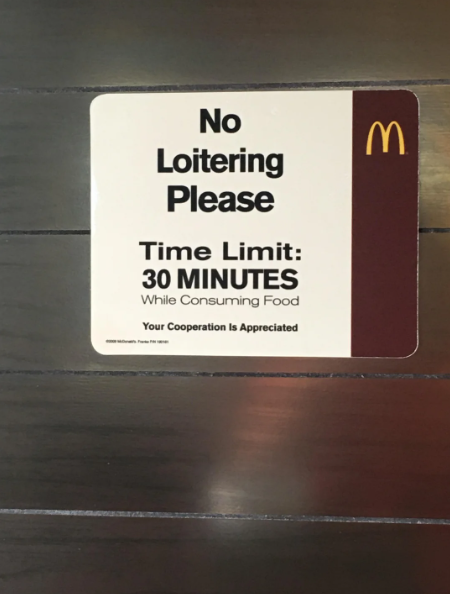 No
Loitering
Please
Time Limit:
30 MINUTES
While Consuming Food
Your Cooperation Is Appreciated